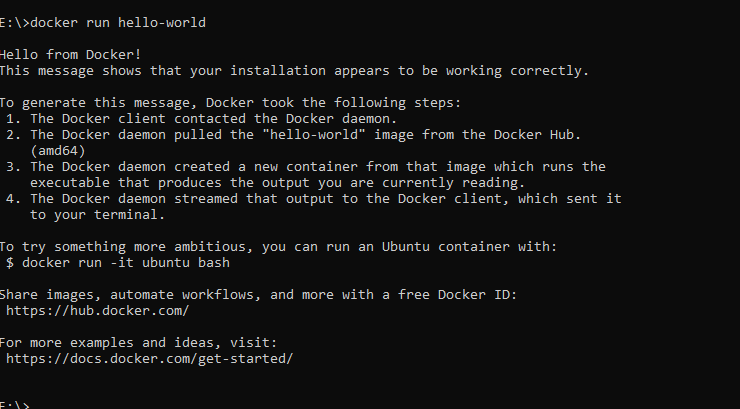 E:\>docker run hello-world
Hello from Docker!
This message shows that your installation appears to be working correctly.
To generate this message, Docker took the following steps:
1. The Docker client contacted the Docker daemon.
2. The Docker daemon pulled the "hello-world" image from the Docker Hub.
(amd64)
3. The Docker daemon created a new container from that image which runs the
executable that produces the output you are currently reading.
4. The Docker daemon streamed that output to the Docker client, which sent it
to your terminal.
To try something more ambitious, you can run an Ubuntu container with:
$ docker run -it ubuntu bash
Share images, automate workflows, and more with a free Docker ID:
https://hub.docker.com/
For more examples and ideas, visit:
https://docs.docker.com/get-started/
E:\>